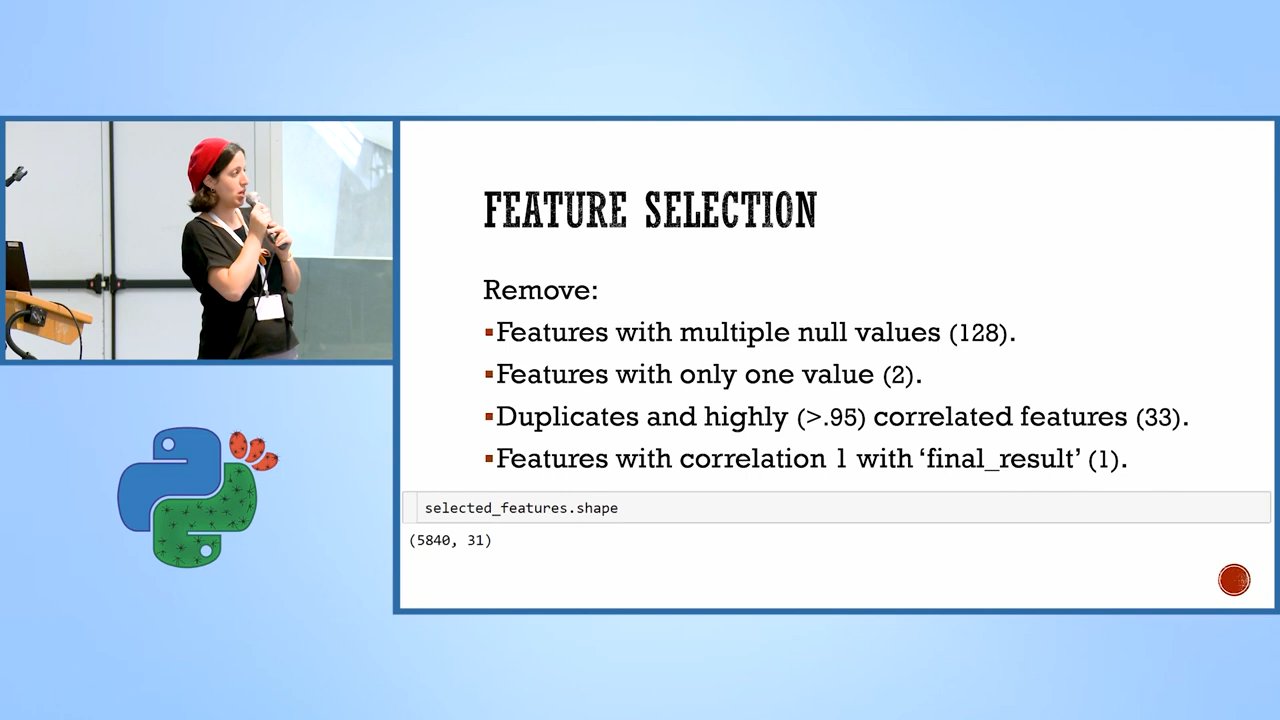 FEATURE SELECTION
Remove:
▪Features with multiple null values (128).
▪Features with only one value (2).
▪Duplicates and highly (>.95) correlated features (33).
▪Features with correlation 1 with ‘final_result’ (1).
selected_features.shape
(5840, 31)